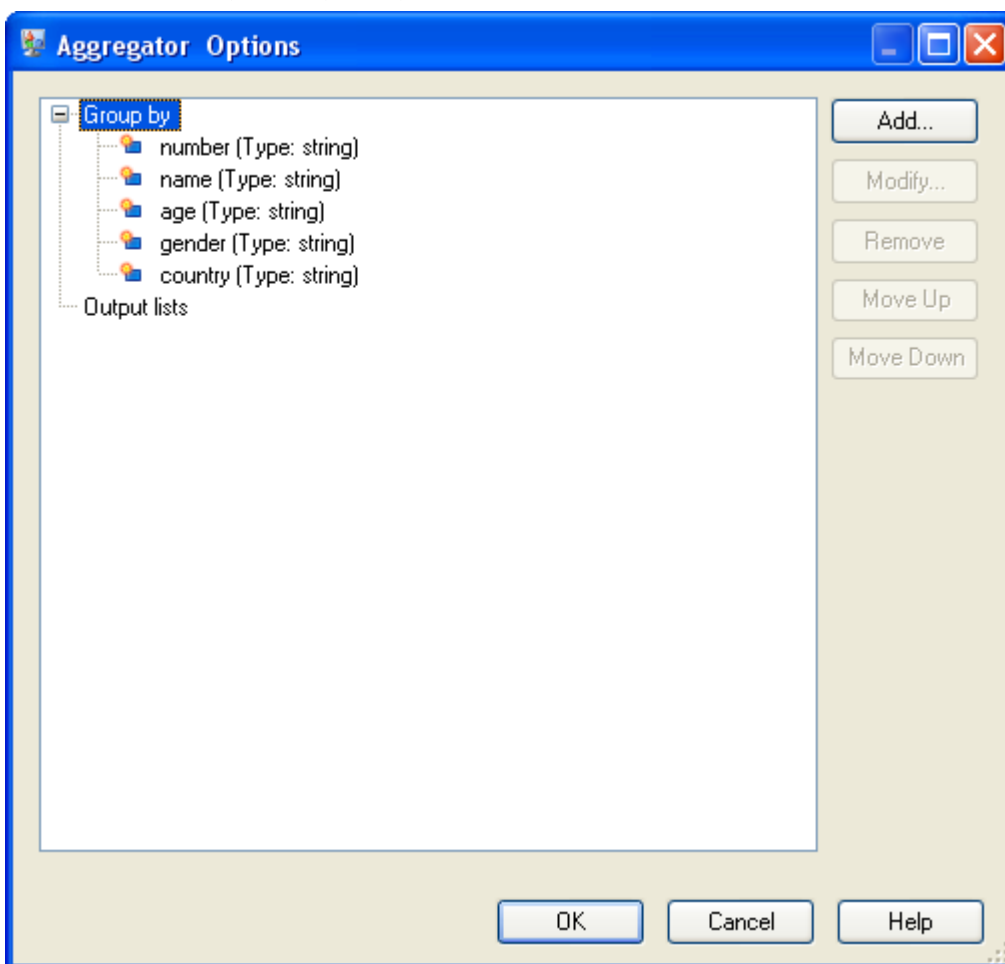 Aggregator Options
Group by
number (Type: string)
name (Type: string)
age (Type: string)
gender (Type: string)
country (Type: string)
Output lists
Add...
Modify...
Remove
Move Up
Move Down
OK
Cancel
Help